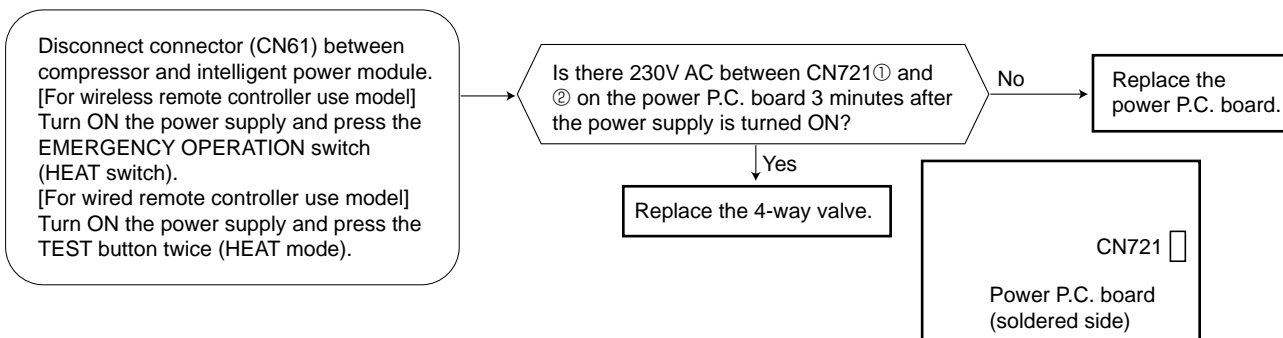 Disconnect connector (CN61) between
compressor and intelligent power module.
[For wireless remote controller use model]
Turn ON the power supply and press the
EMERGENCY OPERATION switch
(HEAT switch).
[For wired remote controller use model]
Turn ON the power supply and press the
TEST button twice (HEAT mode).
Is there 230V AC between CN721① and
② on the power P.C. board 3 minutes after
the power supply is turned ON?
No
Replace the
power P.C. board.
Yes
Replace the 4-way valve.
CN721
Power P.C. board
(soldered side)